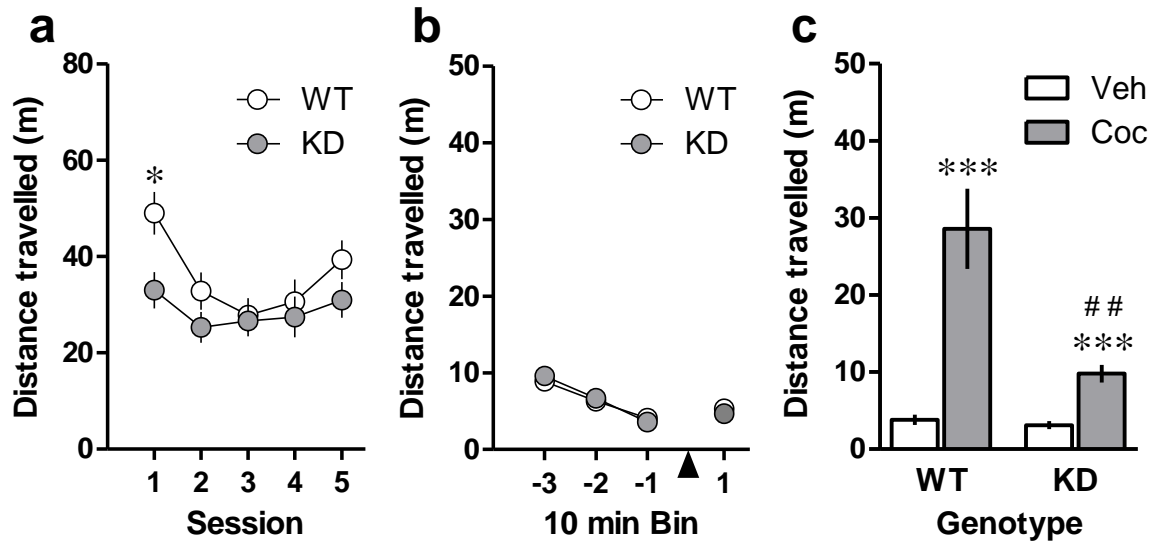 a
Distance travelled (m)
80
60
40
20
0
WT
KD
*
1 2 3 4 5
Session
b
Distance travelled (m)
50
40
30
20
10
0
WT
KD
-3 -2 -1 1
10 min Bin
c
Distance travelled (m)
50
40
30
20
10
0
Veh
Coc
***
##
***
WT KD
Genotype